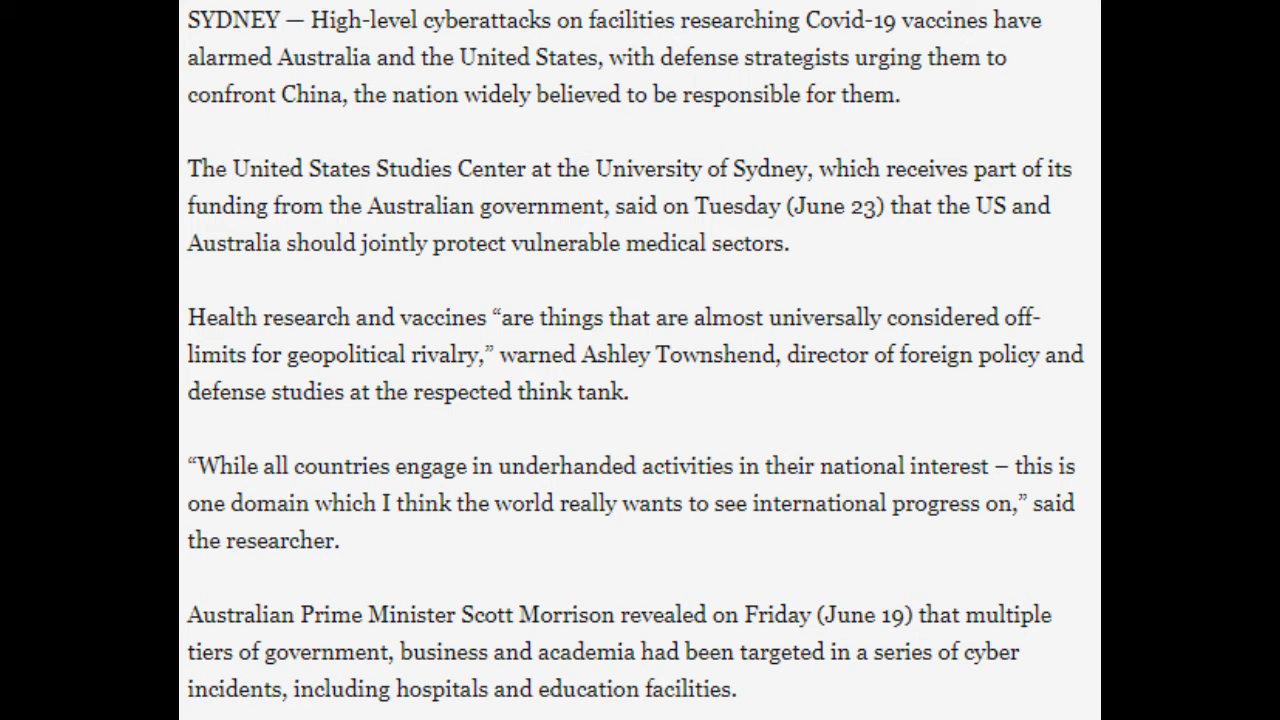 SYDNEY — High-level cyberattacks on facilities researching Covid-19 vaccines have
alarmed Australia and the United States, with defense strategists urging them to
confront China, the nation widely believed to be responsible for them.
The United States Studies Center at the University of Sydney, which receives part of its
funding from the Australian government, said on Tuesday (June 23) that the US and
Australia should jointly protect vulnerable medical sectors.
Health research and vaccines “are things that are almost universally considered off-
limits for geopolitical rivalry,” warned Ashley Townshend, director of foreign policy and
defense studies at the respected think tank.
“While all countries engage in underhanded activities in their national interest – this is
one domain which I think the world really wants to see international progress on,” said
the researcher.
Australian Prime Minister Scott Morrison revealed on Friday (June 19) that multiple
tiers of government, business and academia had been targeted in a series of cyber
incidents, including hospitals and education facilities.